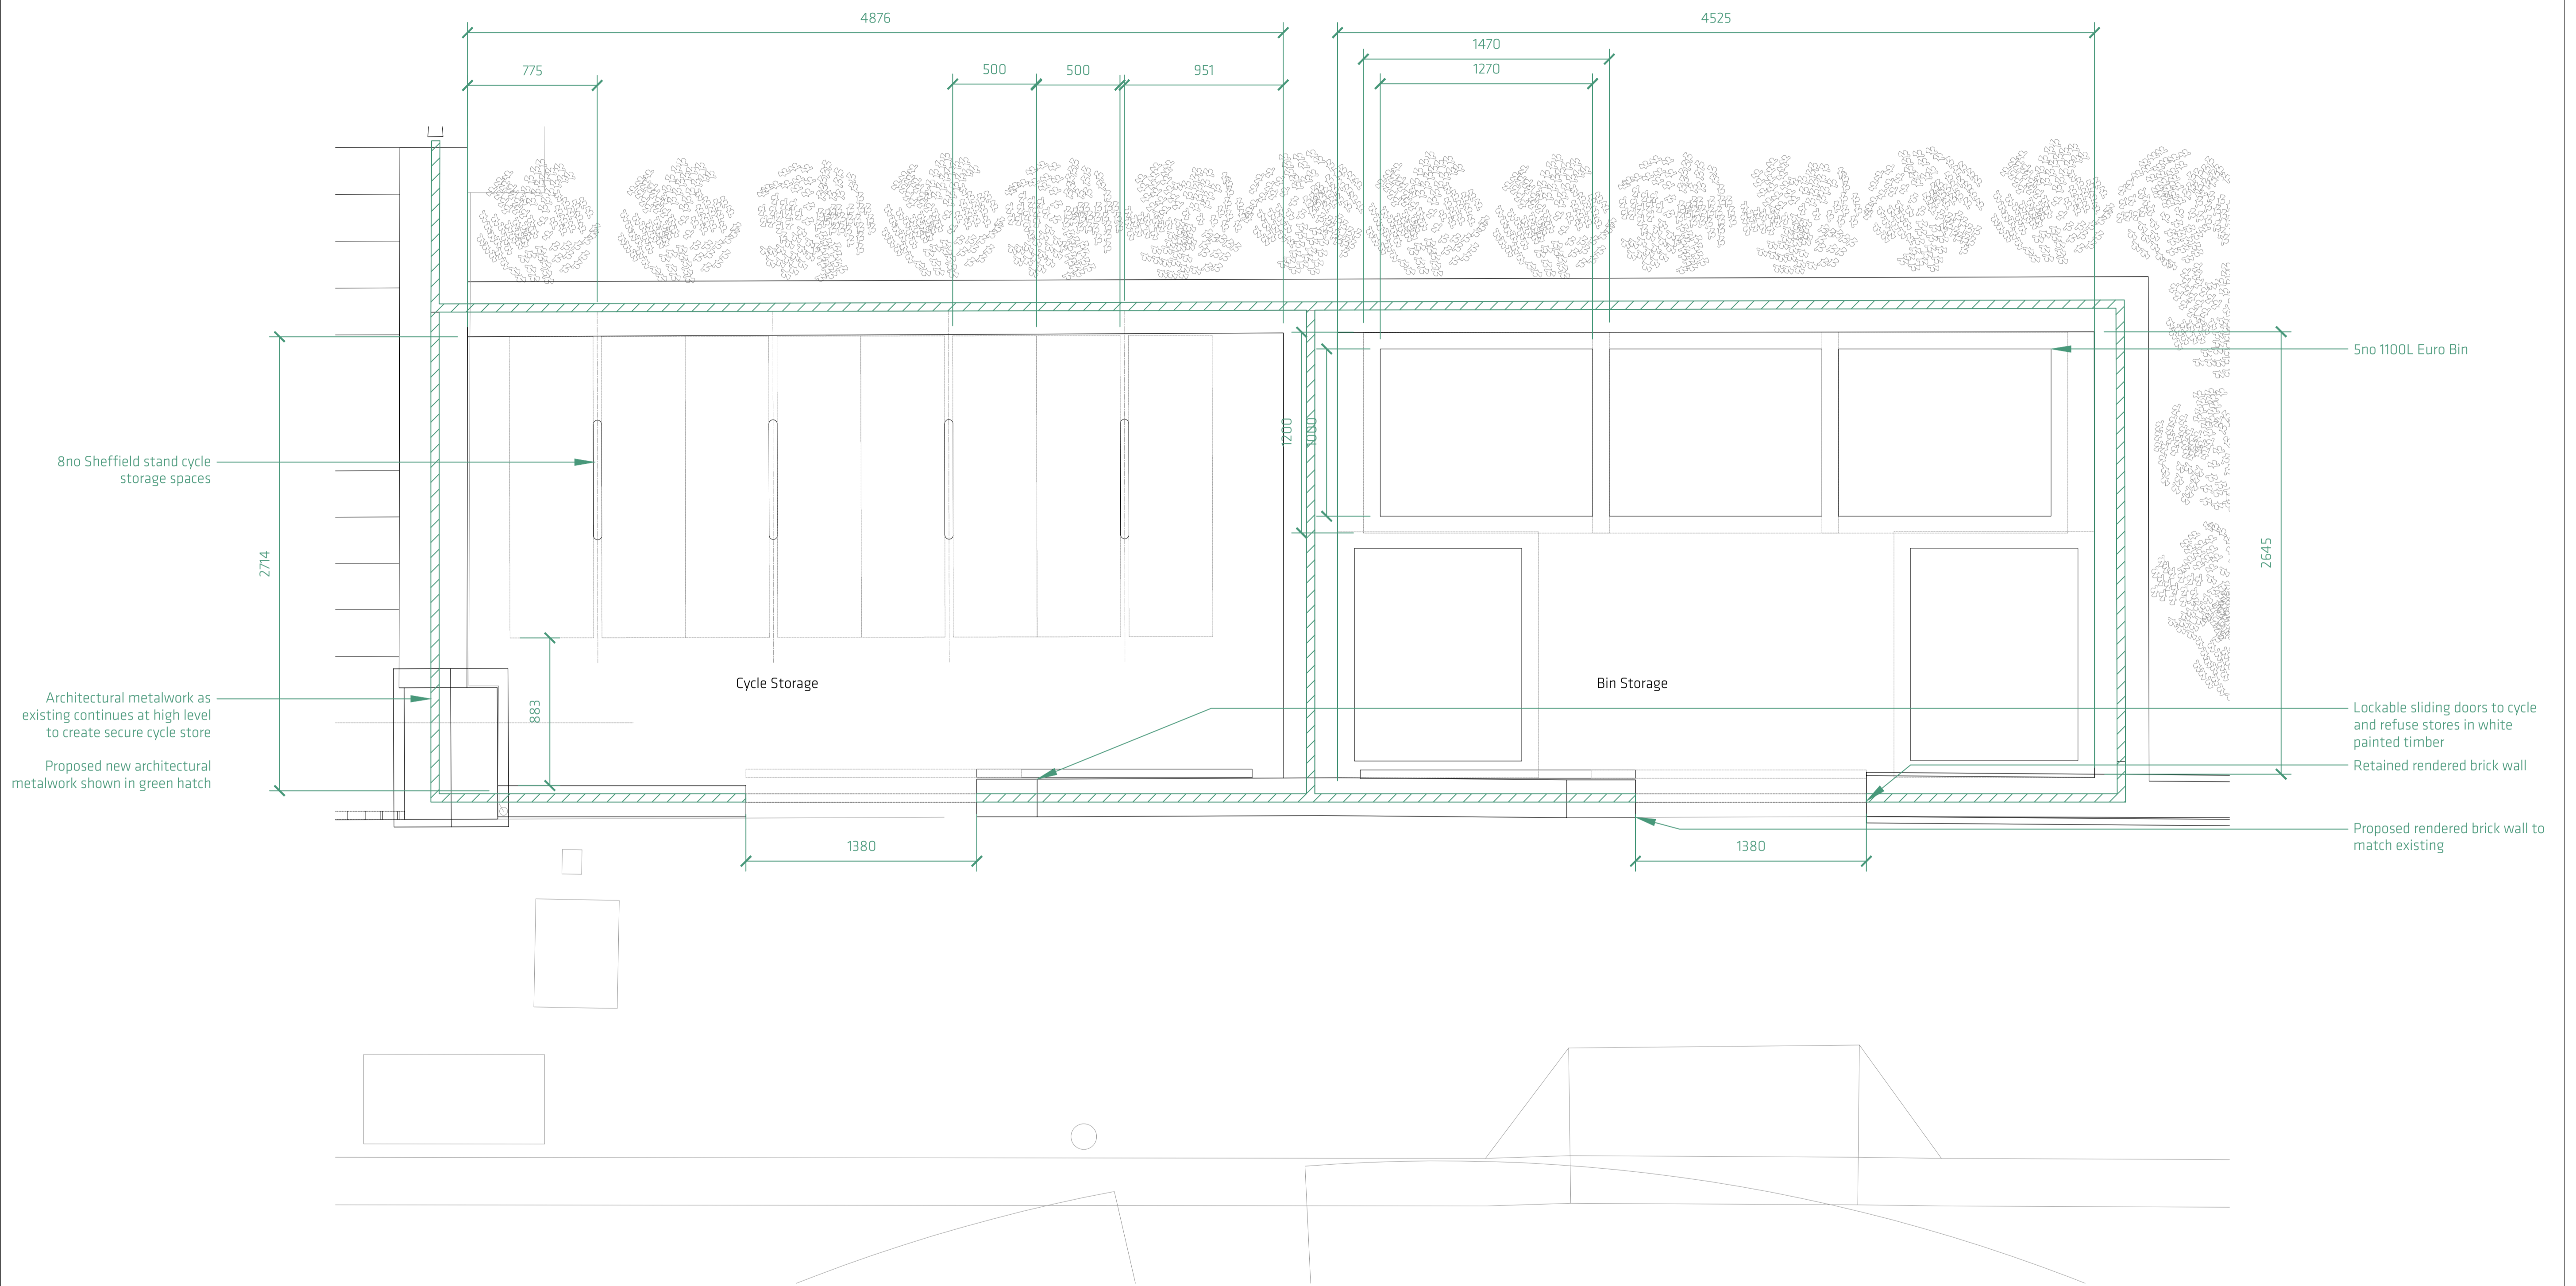 4876
4525
1470
775
500
500
951
1270
5no 1100L Euro Bin
1200
1000
8no Sheffield stand cycle
storage spaces
2714
2645
Cycle Storage
Bin Storage
883
Architectural metalwork as
existing continues at high level
to create secure cycle store
Proposed new architectural
metalwork shown in green hatch
Lockable sliding doors to cycle
and refuse stores in white
painted timber
Retained rendered brick wall
Proposed rendered brick wall to
match existing
1380
1380